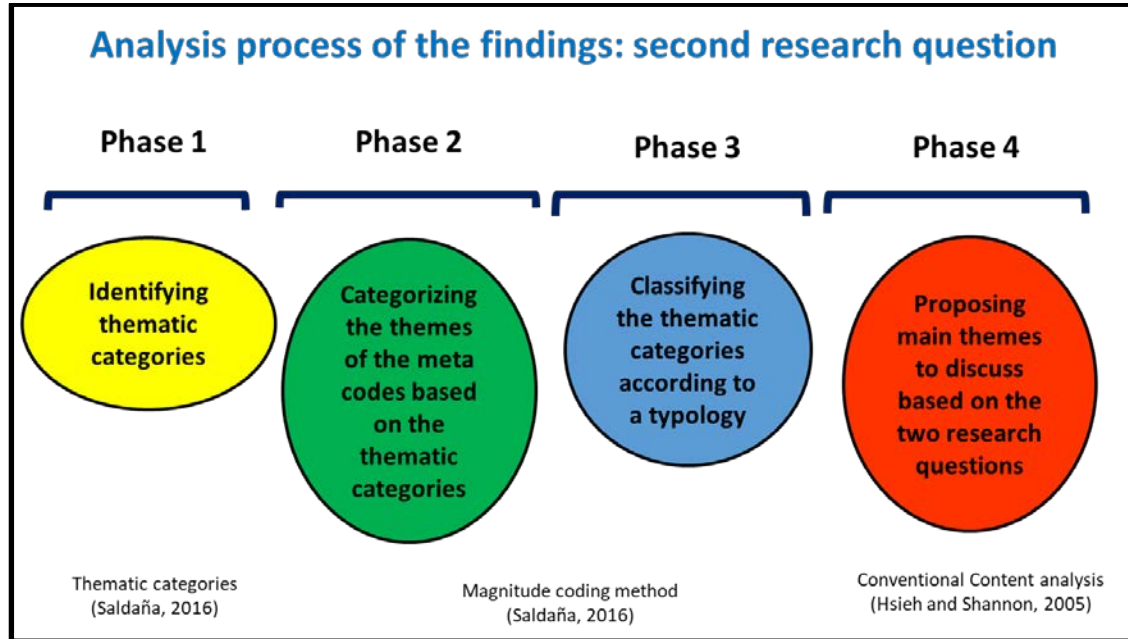 Analysis process of the findings: second research question
Phase 1
Phase 2
Phase 3
Phase 4
Identifying
thematic
categories
Categorizing
the themes
of the meta
codes based
on the
thematic
categories
Classifying
the thematic
categories
according to
a typology
Proposing
main themes
to discuss
based on the
two research
questions
Thematic categories
(Saldaña, 2016)
Magnitude coding method
(Saldaña, 2016)
Conventional Content analysis
(Hsieh and Shannon, 2005)